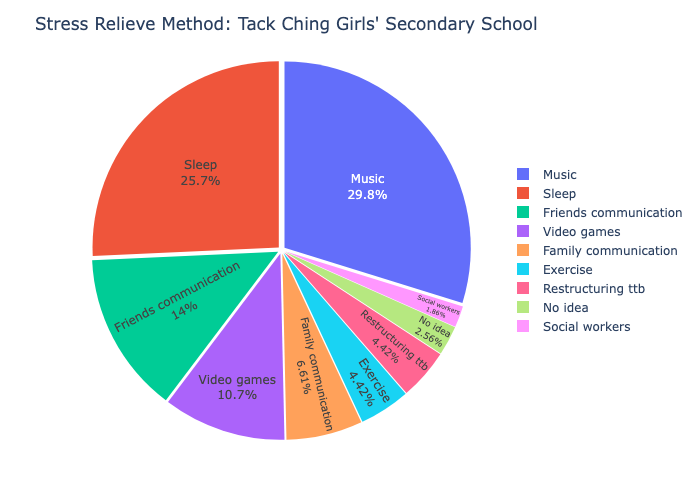 Stress Relieve Method: Tack Ching Girls' Secondary School
Music
29.8%
Sleep
25.7%
Friends communication
14%
Video games
10.7%
Family communication
6.61%
Exercise
4.42%
Restructuring ttb
4.42%
No idea
2.56%
Social workers
1.86%
Music
Sleep
Friends communication
Video games
Family communication
Exercise
Restructuring ttb
No idea
Social workers